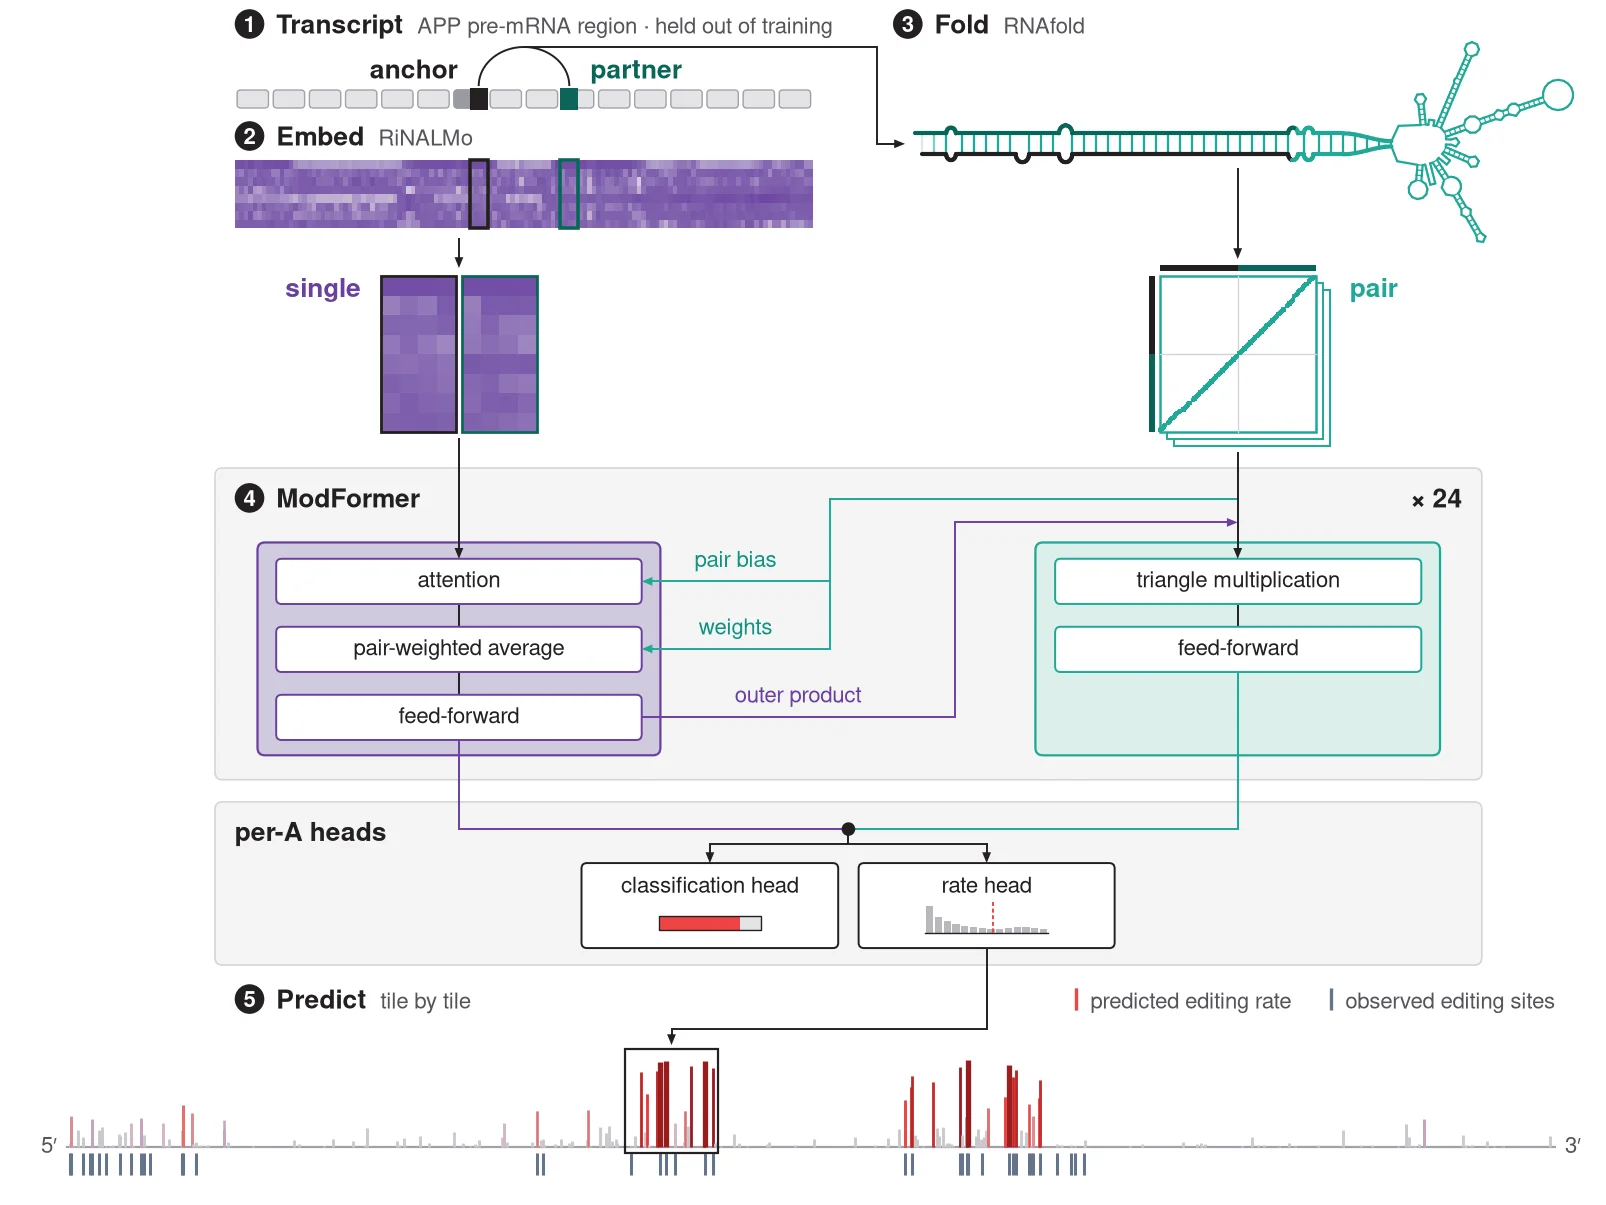 1 Transcript APP pre-mRNA region · held out of training
3 Fold RNAfold
anchor partner
2 Embed RiNALMo
single
pair
4 ModFormer
× 24
pair bias
attention
triangle multiplication
weights
pair-weighted average
feed-forward
outer product
feed-forward
per-A heads
classification head
rate head
5 Predict tile by tile
predicted editing rate
observed editing sites
5′
3′